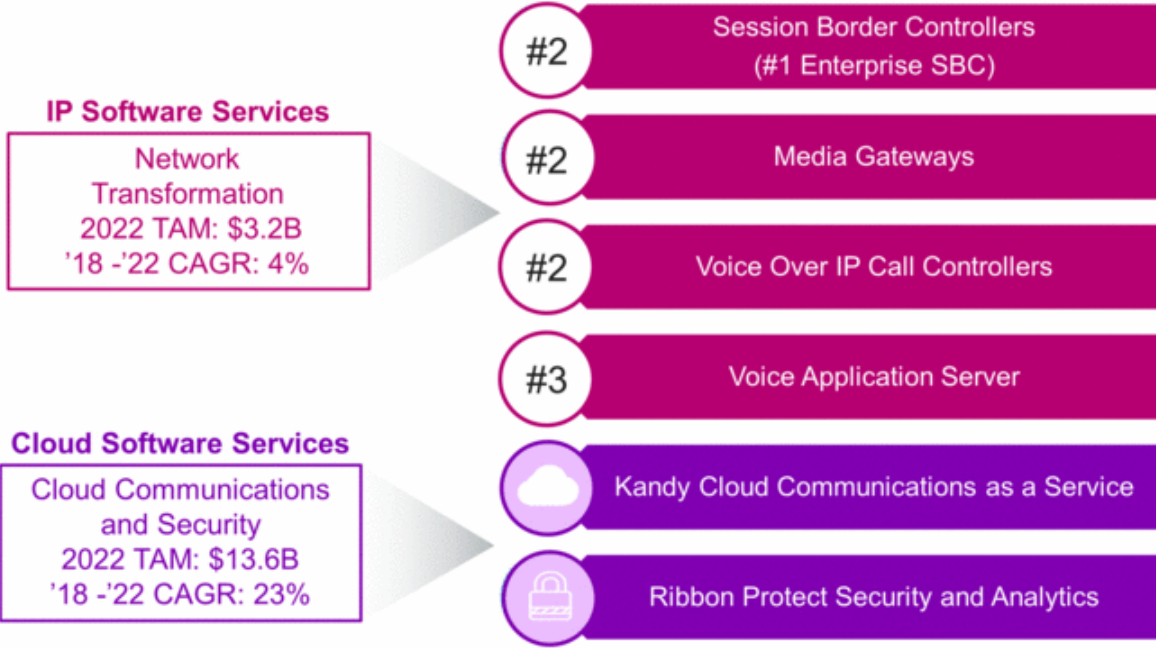 IP Software Services
Network
Transformation
2022 TAM: $3.2B
’18 -’22 CAGR: 4%
#2
Session Border Controllers
(#1 Enterprise SBC)
#2
Media Gateways
#2
Voice Over IP Call Controllers
#3
Voice Application Server
Cloud Software Services
Cloud Communications
and Security
2022 TAM: $13.6B
’18 -’22 CAGR: 23%
Kandy Cloud Communications as a Service
Ribbon Protect Security and Analytics